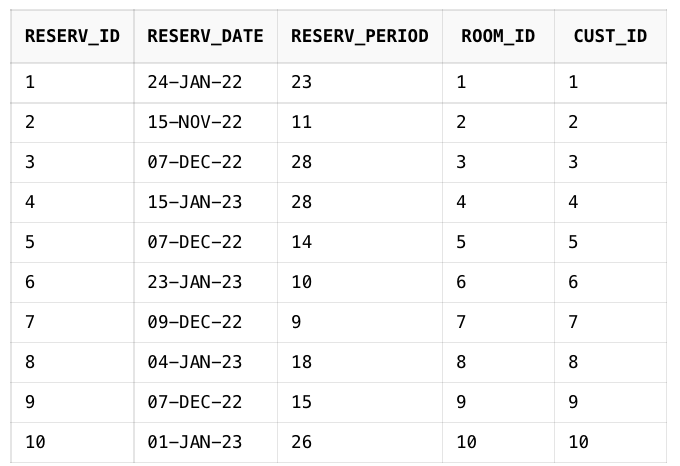 RESERV_ID RESERV_DATE RESERV_PERIOD ROOM_ID CUST_ID
1 24-JAN-22 23 1 1
2 15-NOV-22 11 2 2
3 07-DEC-22 28 3 3
4 15-JAN-23 28 4 4
5 07-DEC-22 14 5 5
6 23-JAN-23 10 6 6
7 09-DEC-22 9 7 7
8 04-JAN-23 18 8 8
9 07-DEC-22 15 9 9
10 01-JAN-23 26 10 10